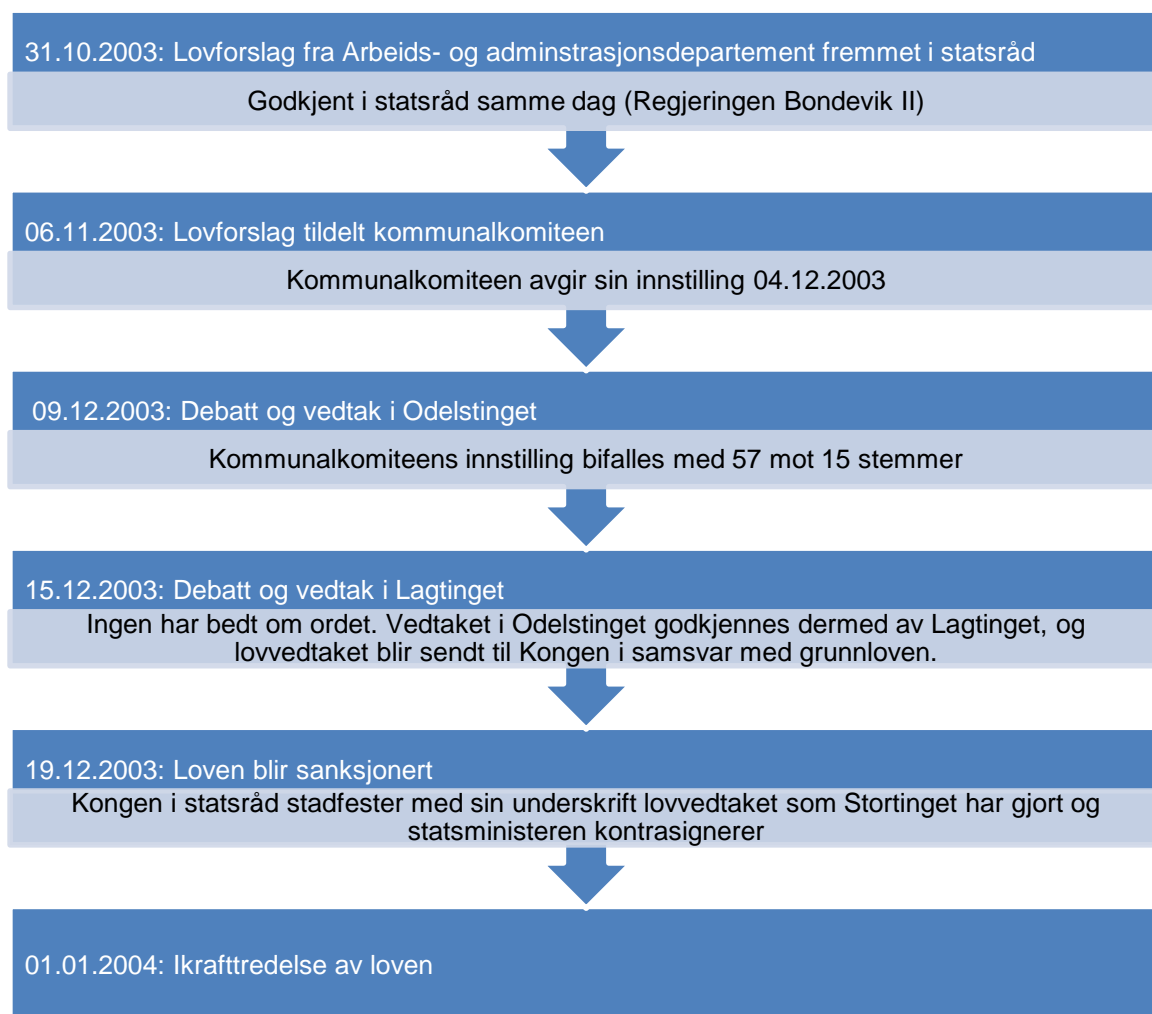 31.10.2003: Lovforslag fra Arbeids- og adminstrasjonsdepartement fremmet i statsråd
Godkjent i statsråd samme dag (Regjeringen Bondevik II)
06.11.2003: Lovforslag tildelt kommunalkomiteen
Kommunalkomiteen avgir sin innstilling 04.12.2003
09.12.2003: Debatt og vedtak i Odelstinget
Kommunalkomiteens innstilling bifalles med 57 mot 15 stemmer
15.12.2003: Debatt og vedtak i Lagtinget
Ingen har bedt om ordet. Vedtaket i Odelstinget godkjennes dermed av Lagtinget, og
lovvedtaket blir sendt til Kongen i samsvar med grunnloven.
19.12.2003: Loven blir sanksjonert
Kongen i statsråd stadfester med sin underskrift lovvedtaket som Stortinget har gjort og
statsministeren kontrasignerer
01.01.2004: Ikrafttredelse av loven